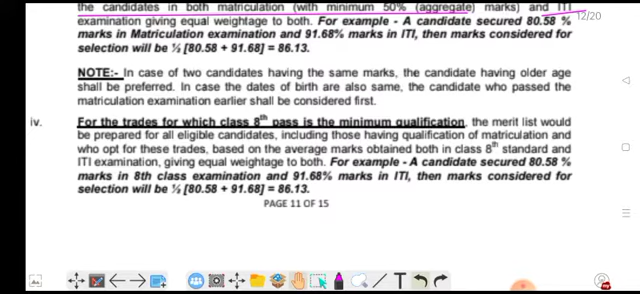 the candidates in both matriculation (with minimum 50% (aggregate) marks) and ITI
12/20
examination giving equal weightage to both. For example - A candidate secured 80.58 %
marks in Matriculation examination and 91.68% marks in ITI, then marks considered for
selection will be ½ [80.58 + 91.68] = 86.13.
NOTE:- In case of two candidates having the same marks, the candidate having older age
shall be preferred. In case the dates of birth are also same, the candidate who passed the
matriculation examination earlier shall be considered first.
iv. For the trades for which class 8th pass is the minimum qualification, the merit list would
be prepared for all eligible candidates, including those having qualification of matriculation and
who opt for these trades, based on the average marks obtained both in class 8th standard and
ITI examination, giving equal weightage to both. For example - A candidate secured 80.58 %
marks in 8th class examination and 91.68% marks in ITI, then marks considered for
selection will be ½ [80.58 + 91.68] = 86.13.
PAGE 11 OF 15
T